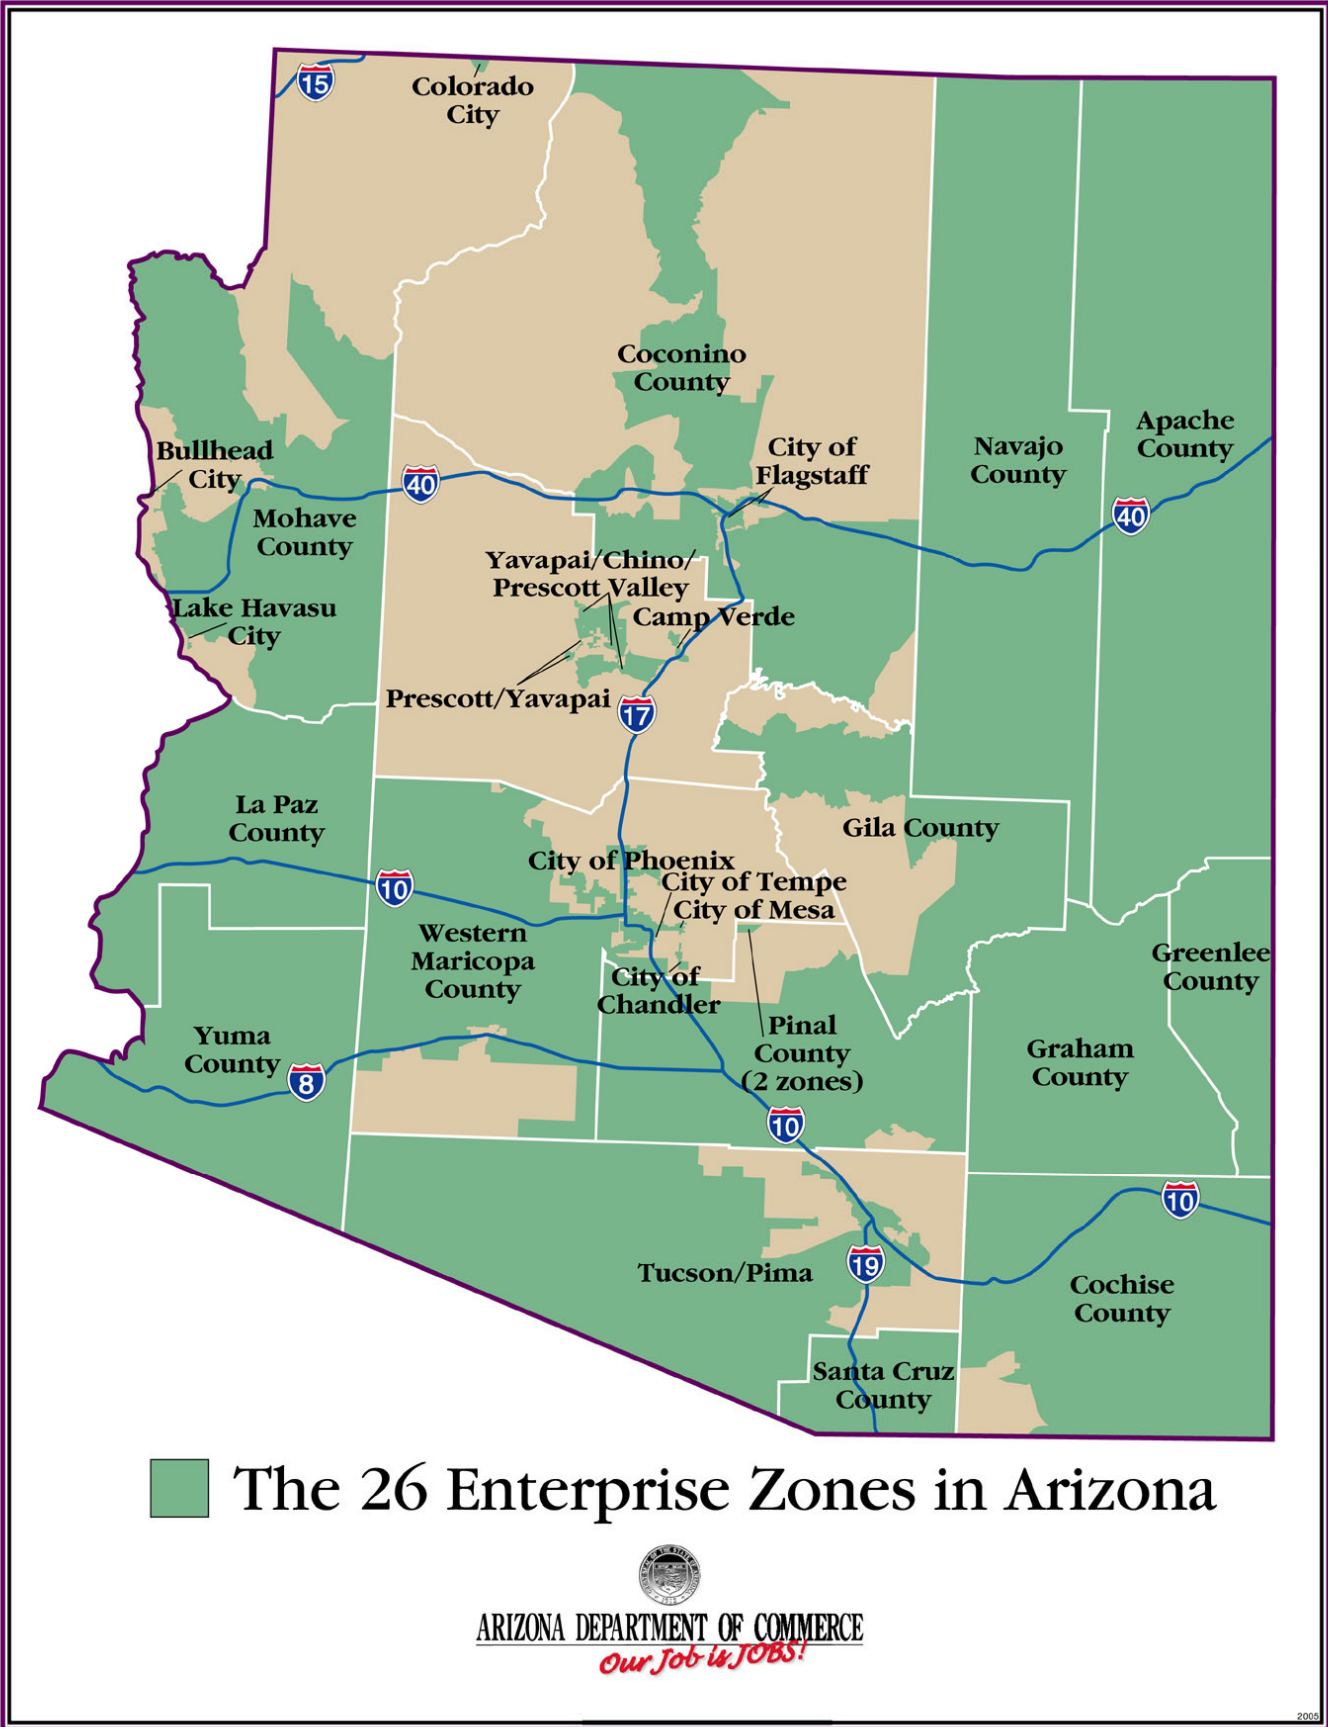 15
Colorado
City
Coconino
County
Bullhead
City
City of
Flagstaff
Navajo
County
Apache
County
40
40
Mohave
County
Yavapai/Chino/
Prescott Valley
Lake Havasu
City
Camp Verde
Prescott/Yavapai
17
La Paz
County
Gila County
City of Phoenix
City of Tempe
City of Mesa
10
Western
Maricopa
County
City of
Chandler
Greenlee
County
Yuma
County
8
Pinal
County
(2 zones)
Graham
County
10
10
19
Tucson/Pima
Cochise
County
Santa Cruz
County
The 26 Enterprise Zones in Arizona
ARIZONA DEPARTMENT OF COMMERCE
Our Job is JOBS!
2005